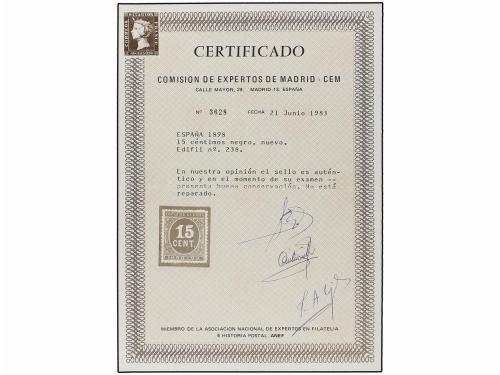 CERTIFICADO
COMISION DE EXPERTOS DE MADRID - CEM
CALLE MAYOR, 29. MADRID-13. ESPAÑA
Nº 3628 FECHA 21 Junio 1983
ESPAÑA 1898
15 céntimos negro, nuevo.
Edifil nº. 238.
En nuestra opinión el sello es autén-
tico y en el momento de su examen --
presenta buena conservación. No está
reparado.
15
CENT.
MIEMBRO DE LA ASOCIACION NACIONAL DE EXPERTOS EN FILATELIA
E HISTORIA POSTAL ANEF